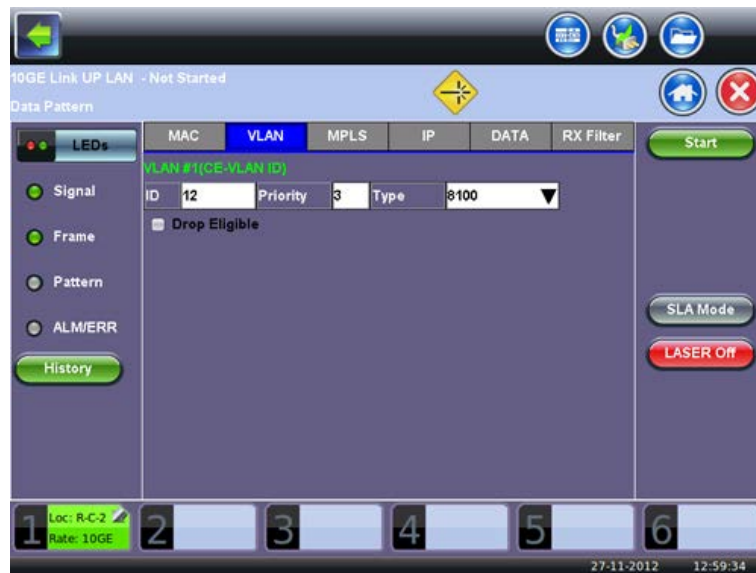 10GE Link UP LAN - Not Started
Data Pattern
LEDs
MAC VLAN MPLS IP DATA RX Filter
Start
VLAN #1(CE-VLAN ID)
ID 12 Priority 3 Type 8100
Drop Eligible
Signal
Frame
Pattern
ALM/ERR
History
SLA Mode
LASER Off
1 Loc: R-C-2 Rate: 10GE 2 3 4 5 6
27-11-2012 12:59:34